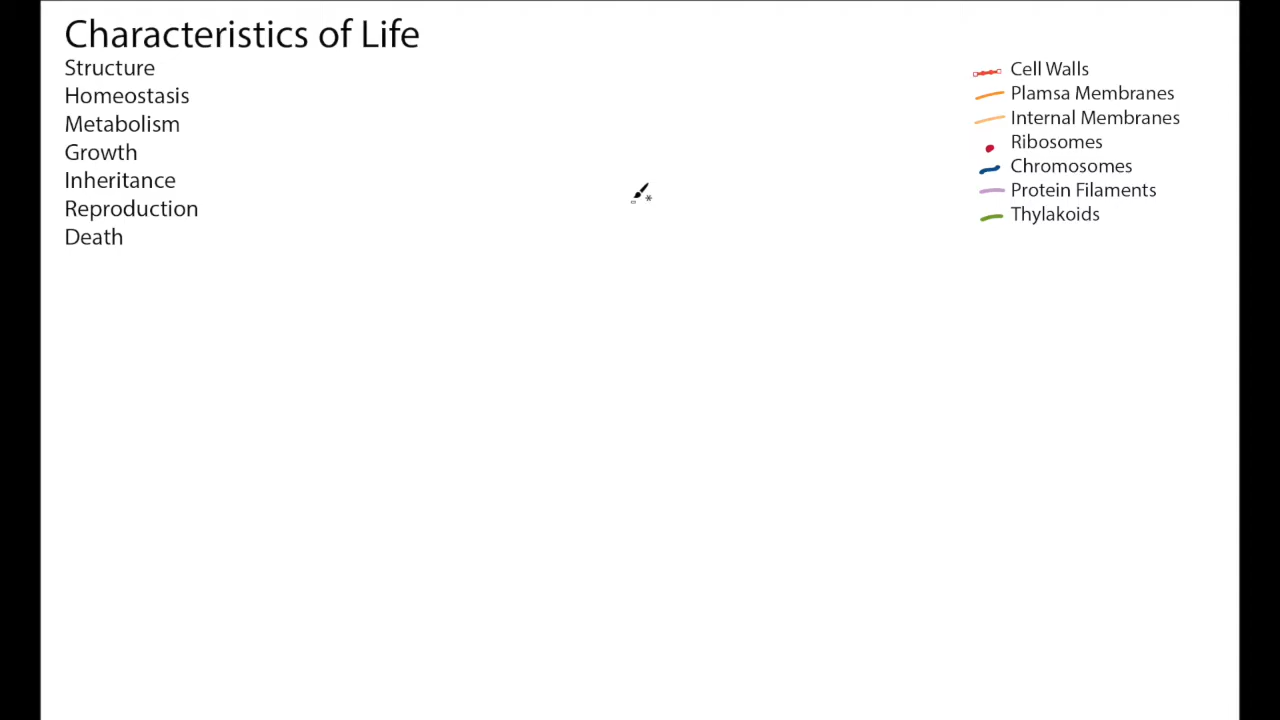 Characteristics of Life
Structure
Homeostasis
Metabolism
Growth
Inheritance
Reproduction
Death
Cell Walls
Plamsa Membranes
Internal Membranes
Ribosomes
Chromosomes
Protein Filaments
Thylakoids